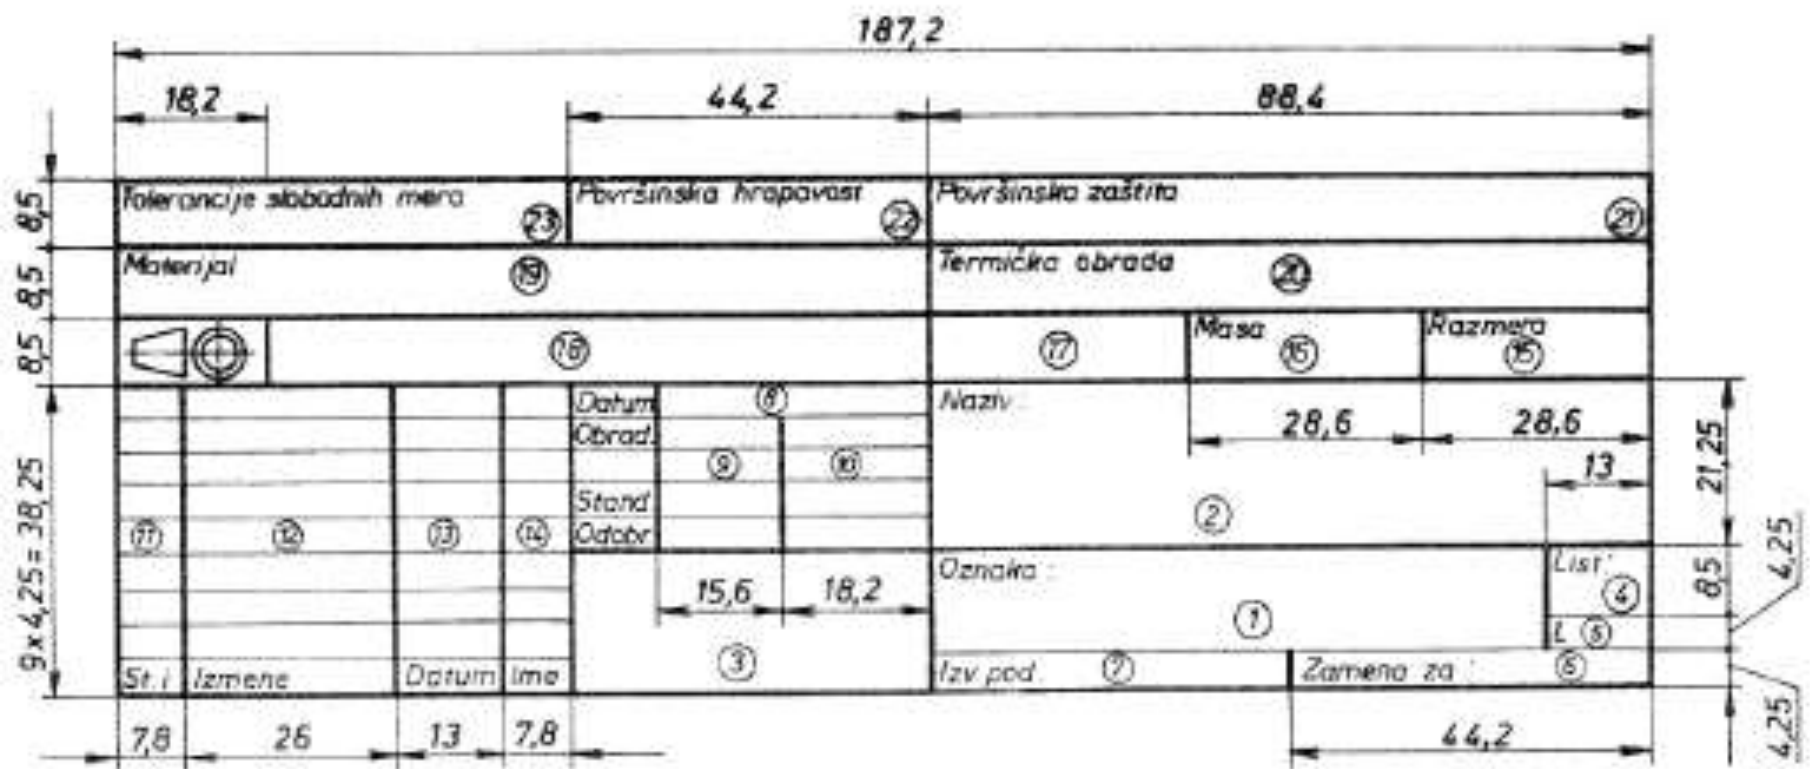 187,2
18,2 44,2 88,4
8,5 Tolerancije slobodnih mera 23 Površinska hrapavost 22 Površinska zaštita 21
8,5 Materijal 19 Termička obrada 20
8,5 18 17 Masa 16 Razmera 15
Datum 8 Naziv :
Obrad. 28,6 28,6
9 10 13 21,25
Stand 2
9x4,25=38,25 11 12 13 14 Odobr
Oznaka : List : 8,5 4,25
15,6 18,2 4
1 L 5
3
St.i Izmene Datum Ime Izv. pod. 7 Zamena za : 6
7,8 26 13 7,8 44,2 4,25